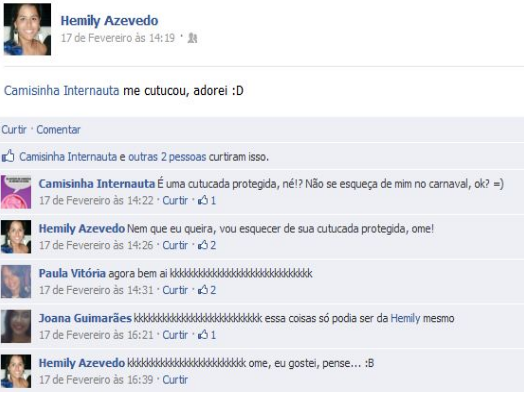 Hemily Azevedo
17 de Fevereiro às 14:19 ·
Camisinha Internauta me cutucou, adorei :D
Curtir · Comentar
Camisinha Internauta e outras 2 pessoas curtiram isso.
Camisinha Internauta É uma cutucada protegida, né!? Não se esqueça de mim no carnaval, ok? =)
17 de Fevereiro às 14:22 · Curtir · 1
Hemily Azevedo Nem que eu queira, vou esquecer de sua cutucada protegida, ome!
17 de Fevereiro às 14:26 · Curtir · 2
Paula Vitória agora bem ai kkkkkkkkkkkkkkkkkkkkkkkkkkkkk
17 de Fevereiro às 14:31 · Curtir · 2
Joana Guimarães kkkkkkkkkkkkkkkkkkkkkkkkkk essa coisas só podia ser da Hemily mesmo
17 de Fevereiro às 16:21 · Curtir · 1
Hemily Azevedo kkkkkkkkkkkkkkkkkkkkkkkk ome, eu gostei, pense... :B
17 de Fevereiro às 16:39 · Curtir